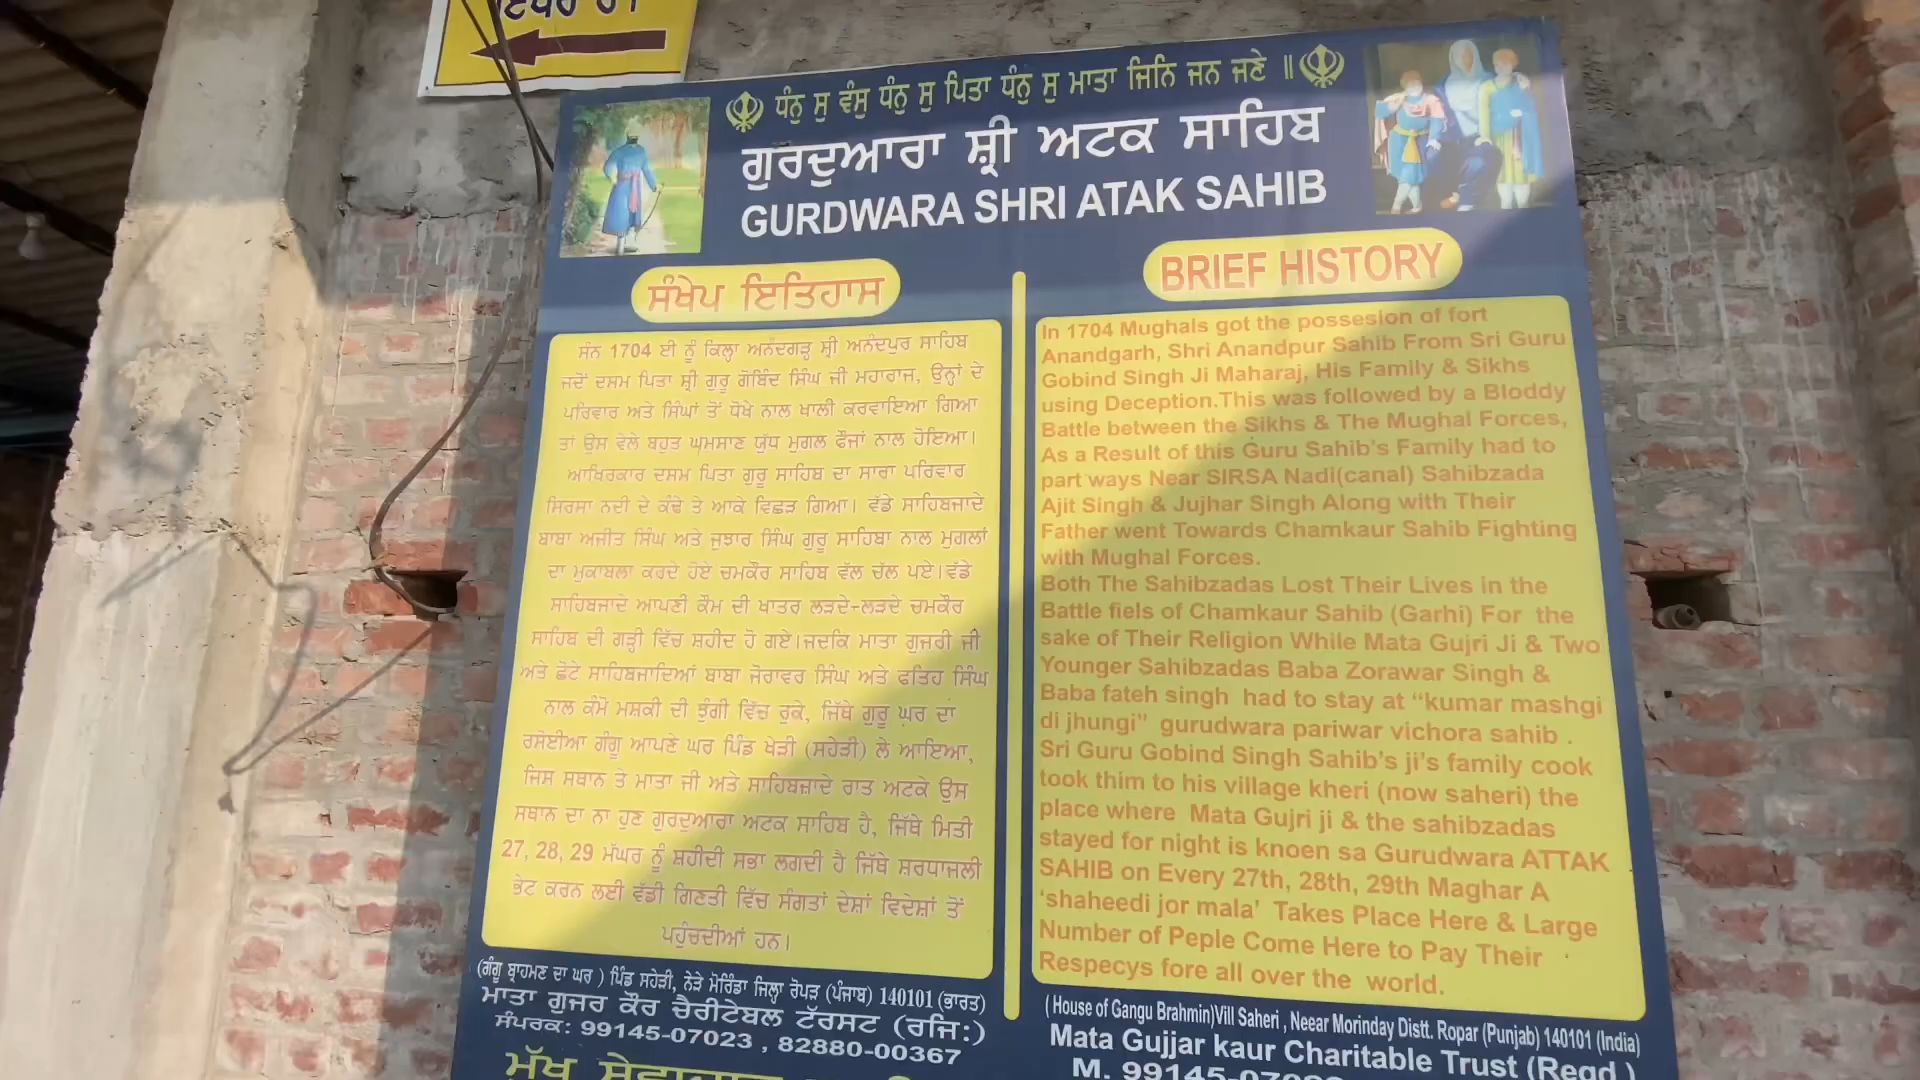 ਧੰਨੁ ਸੁ ਵੰਸੁ ਧੰਨੁ ਸੁ ਪਿਤਾ ਧੰਨੁ ਸੁ ਮਾਤਾ ਜਿਨਿ ਜਨ ਜਣੇ ॥
ਗੁਰਦੁਆਰਾ ਸ਼੍ਰੀ ਅਟਕ ਸਾਹਿਬ
GURDWARA SHRI ATAK SAHIB
ਸੰਖੇਪ ਇਤਿਹਾਸ
ਸੰਨ 1704 ਈ ਨੂੰ ਕਿਲ੍ਹਾ ਅਨੰਦਗੜ੍ਹ ਸ਼੍ਰੀ ਅਨੰਦਪੁਰ ਸਾਹਿਬ
ਜਦੋਂ ਦਸਮ ਪਿਤਾ ਸ਼੍ਰੀ ਗੁਰੂ ਗੋਬਿੰਦ ਸਿੰਘ ਜੀ ਮਹਾਰਾਜ, ਉਨ੍ਹਾਂ ਦੇ
ਪਰਿਵਾਰ ਅਤੇ ਸਿੰਘਾਂ ਤੋਂ ਧੋਖੇ ਨਾਲ ਖਾਲੀ ਕਰਵਾਇਆ ਗਿਆ
ਤਾਂ ਉਸ ਵੇਲੇ ਬਹੁਤ ਘਮਸਾਣ ਯੁੱਧ ਮੁਗਲ ਫੌਜਾਂ ਨਾਲ ਹੋਇਆ।
ਆਖਿਰਕਾਰ ਦਸਮ ਪਿਤਾ ਗੁਰੂ ਸਾਹਿਬ ਦਾ ਸਾਰਾ ਪਰਿਵਾਰ
ਸਿਰਸਾ ਨਦੀ ਦੇ ਕੰਢੇ ਤੇ ਆਕੇ ਵਿਛੜ ਗਿਆ। ਵੱਡੇ ਸਾਹਿਬਜਾਦੇ
ਬਾਬਾ ਅਜੀਤ ਸਿੰਘ ਅਤੇ ਜੁਝਾਰ ਸਿੰਘ ਗੁਰੂ ਸਾਹਿਬਾ ਨਾਲ ਮੁਗਲਾਂ
ਦਾ ਮੁਕਾਬਲਾ ਕਰਦੇ ਹੋਏ ਚਮਕੌਰ ਸਾਹਿਬ ਵੱਲ ਚੱਲ ਪਏ।ਵੱਡੇ
ਸਾਹਿਬਜਾਦੇ ਆਪਣੀ ਕੌਮ ਦੀ ਖਾਤਰ ਲੜਦੇ-ਲੜਦੇ ਚਮਕੌਰ
ਸਾਹਿਬ ਦੀ ਗੜ੍ਹੀ ਵਿੱਚ ਸ਼ਹੀਦ ਹੋ ਗਏ।ਜਦਕਿ ਮਾਤਾ ਗੁਜਰੀ ਜੀ
ਅਤੇ ਛੋਟੇ ਸਾਹਿਬਜਾਦਿਆਂ ਬਾਬਾ ਜੋਰਾਵਰ ਸਿੰਘ ਅਤੇ ਫਤਿਹ ਸਿੰਘ
ਨਾਲ ਕੰਮੋ ਮਸ਼ਕੀ ਦੀ ਝੁੰਗੀ ਵਿੱਚ ਰੁਕੇ, ਜਿੱਥੇ ਗੁਰੂ ਘਰ ਦਾ
ਰਸੋਈਆ ਗੰਗੂ ਆਪਣੇ ਘਰ ਪਿੰਡ ਖੇੜੀ (ਸਹੇੜੀ) ਲੇ ਆਇਆ,
ਜਿਸ ਸਥਾਨ ਤੇ ਮਾਤਾ ਜੀ ਅਤੇ ਸਾਹਿਬਜ਼ਾਦੇ ਰਾਤ ਅਟਕੇ ਉਸ
ਸਥਾਨ ਦਾ ਨਾ ਹੁਣ ਗੁਰਦੁਆਰਾ ਅਟਕ ਸਾਹਿਬ ਹੈ, ਜਿੱਥੇ ਮਿਤੀ
27, 28, 29 ਮੱਘਰ ਨੂੰ ਸ਼ਹੀਦੀ ਸਭਾ ਲਗਦੀ ਹੈ ਜਿੱਥੇ ਸ਼ਰਧਾਜਲੀ
ਭੇਟ ਕਰਨ ਲਈ ਵੱਡੀ ਗਿਣਤੀ ਵਿੱਚ ਸੰਗਤਾਂ ਦੇਸ਼ਾਂ ਵਿਦੇਸ਼ਾਂ ਤੋਂ
ਪਹੁੰਚਦੀਆਂ ਹਨ।
(ਗੰਗੂ ਬ੍ਰਾਹਮਣ ਦਾ ਘਰ ) ਪਿੰਡ ਸਹੇੜੀ, ਨੇੜੇ ਮੋਰਿੰਡਾ ਜਿਲ੍ਹਾ ਰੋਪੜ (ਪੰਜਾਬ) 140101 (ਭਾਰਤ)
ਮਾਤਾ ਗੁਜਰ ਕੌਰ ਚੈਰੀਟੇਬਲ ਟੱਰਸਟ (ਰਜਿ:)
ਸੰਪਰਕ: 99145-07023 , 82880-00367
BRIEF HISTORY
In 1704 Mughals got the possesion of fort
Anandgarh, Shri Anandpur Sahib From Sri Guru
Gobind Singh Ji Maharaj, His Family & Sikhs
using Deception.This was followed by a Bloddy
Battle between the Sikhs & The Mughal Forces,
As a Result of this Guru Sahib's Family had to
part ways Near SIRSA Nadi(canal) Sahibzada
Ajit Singh & Jujhar Singh Along with Their
Father went Towards Chamkaur Sahib Fighting
with Mughal Forces.
Both The Sahibzadas Lost Their Lives in the
Battle fiels of Chamkaur Sahib (Garhi) For the
sake of Their Religion While Mata Gujri Ji & Two
Younger Sahibzadas Baba Zorawar Singh &
Baba fateh singh had to stay at “kumar mashgi
di jhungi” gurudwara pariwar vichora sahib .
Sri Guru Gobind Singh Sahib's ji's family cook
took thim to his village kheri (now saheri) the
place where Mata Gujri ji & the sahibzadas
stayed for night is knoen sa Gurudwara ATTAK
SAHIB on Every 27th, 28th, 29th Maghar A
‘shaheedi jor mala’ Takes Place Here & Large
Number of Peple Come Here to Pay Their
Respecys fore all over the world.
( House of Gangu Brahmin)Vill Saheri , Neear Morinday Distt. Ropar (Punjab) 140101 (India)
Mata Gujjar kaur Charitable Trust (Regd.)